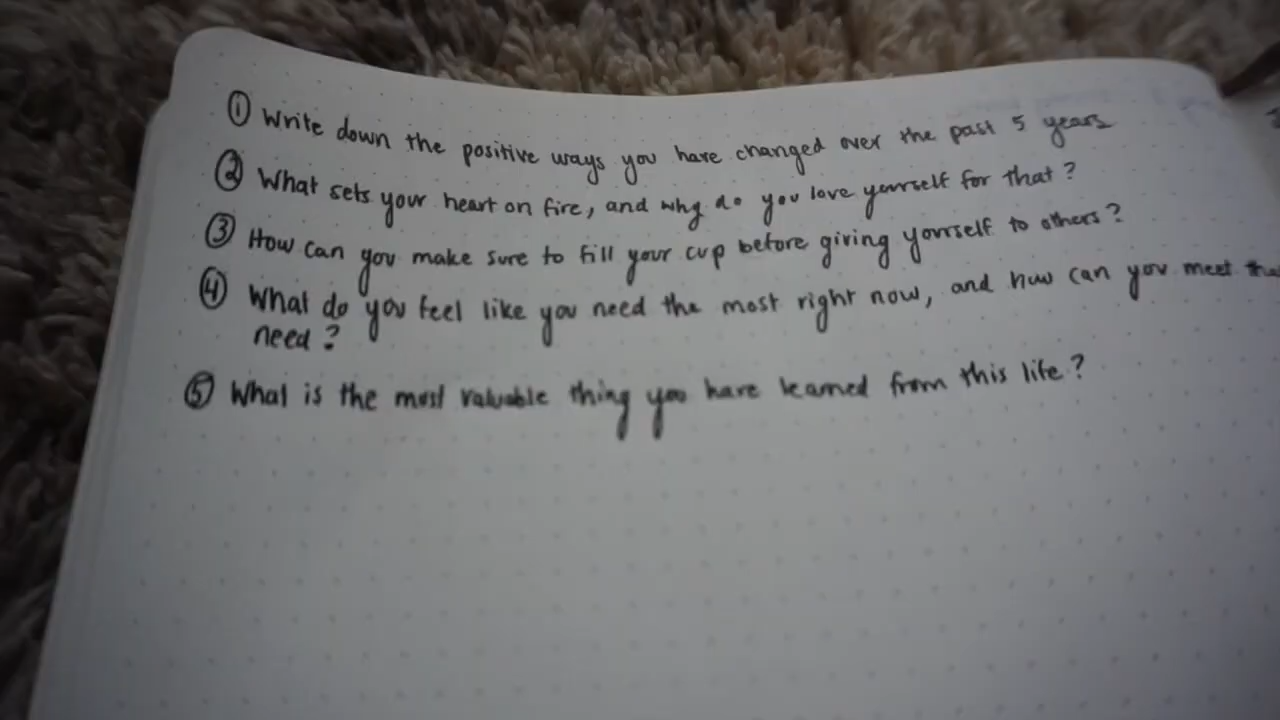 ① Write down the positive ways you have changed over the past 5 years
② What sets your heart on fire, and why do you love yourself for that?
③ How can you make sure to fill your cup before giving yourself to others?
④ What do you feel like you need the most right now, and how can you meet
need?
⑤ What is the most valuable thing you have learned from this life?